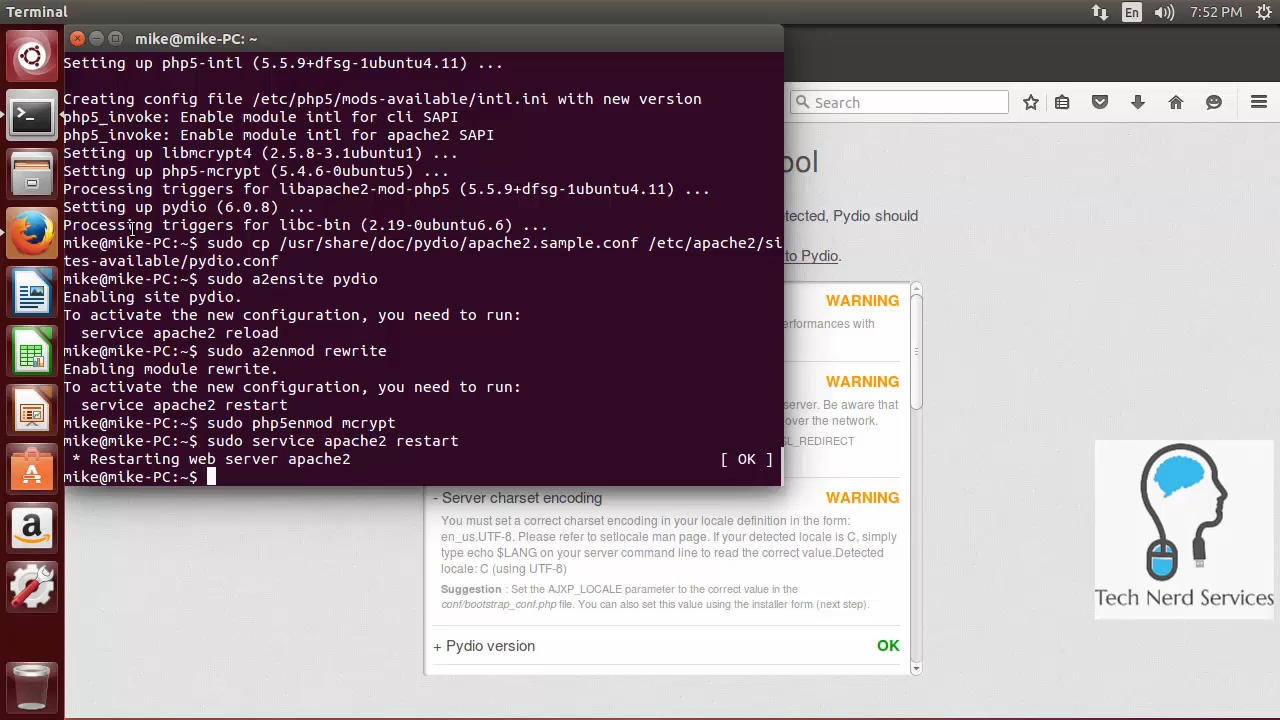 Terminal
En
7:52 PM
mike@mike-PC: ~
Setting up php5-intl (5.5.9+dfsg-1ubuntu4.11) ...
Creating config file /etc/php5/mods-available/intl.ini with new version
php5_invoke: Enable module intl for cli SAPI
php5_invoke: Enable module intl for apache2 SAPI
Setting up libmcrypt4 (2.5.8-3.1ubuntu1) ...
Setting up php5-mcrypt (5.4.6-0ubuntu5) ...
Processing triggers for libapache2-mod-php5 (5.5.9+dfsg-1ubuntu4.11) ...
Setting up pydio (6.0.8) ...
Processing triggers for libc-bin (2.19-0ubuntu6.6) ...
mike@mike-PC:~$ sudo cp /usr/share/doc/pydio/apache2.sample.conf /etc/apache2/si
tes-available/pydio.conf
mike@mike-PC:~$ sudo a2ensite pydio
Enabling site pydio.
To activate the new configuration, you need to run:
service apache2 reload
mike@mike-PC:~$ sudo a2enmod rewrite
Enabling module rewrite.
To activate the new configuration, you need to run:
service apache2 restart
mike@mike-PC:~$ sudo php5enmod mcrypt
mike@mike-PC:~$ sudo service apache2 restart
* Restarting web server apache2 [ OK ]
mike@mike-PC:~$
Search
ool
tected, Pydio should
to Pydio.
WARNING
erformances with
WARNING
server. Be aware that
over the network.
SL_REDIRECT
- Server charset encoding WARNING
You must set a correct charset encoding in your locale definition in the form:
en_us.UTF-8. Please refer to setlocale man page. If your detected locale is C, simply
type echo $LANG on your server command line to read the correct value.Detected
locale: C (using UTF-8)
Suggestion : Set the AJXP_LOCALE parameter to the correct value in the
conf/bootstrap_conf.php file. You can also set this value using the installer form (next step).
+ Pydio version OK
Tech Nerd Services